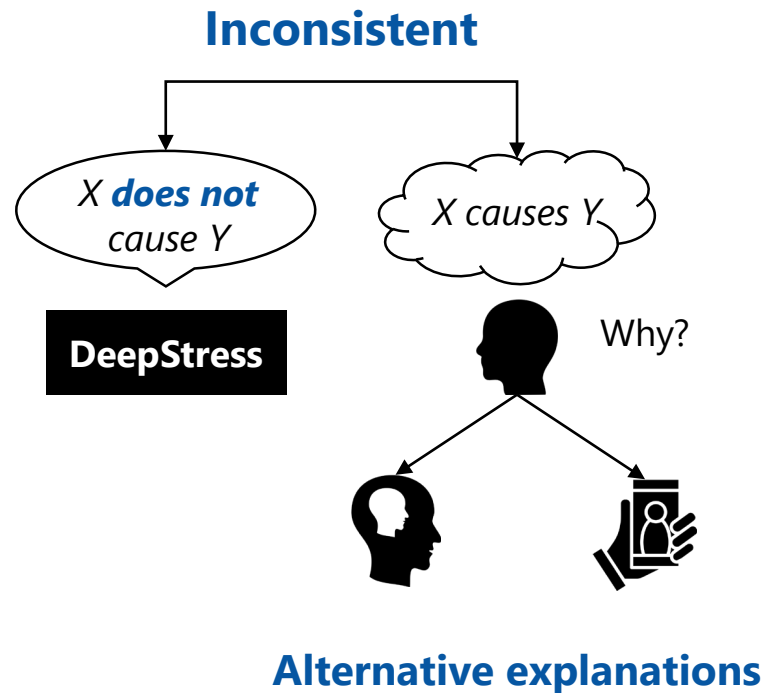 Inconsistent
X does not
cause Y
X causes Y
DeepStress
Why?
Alternative explanations